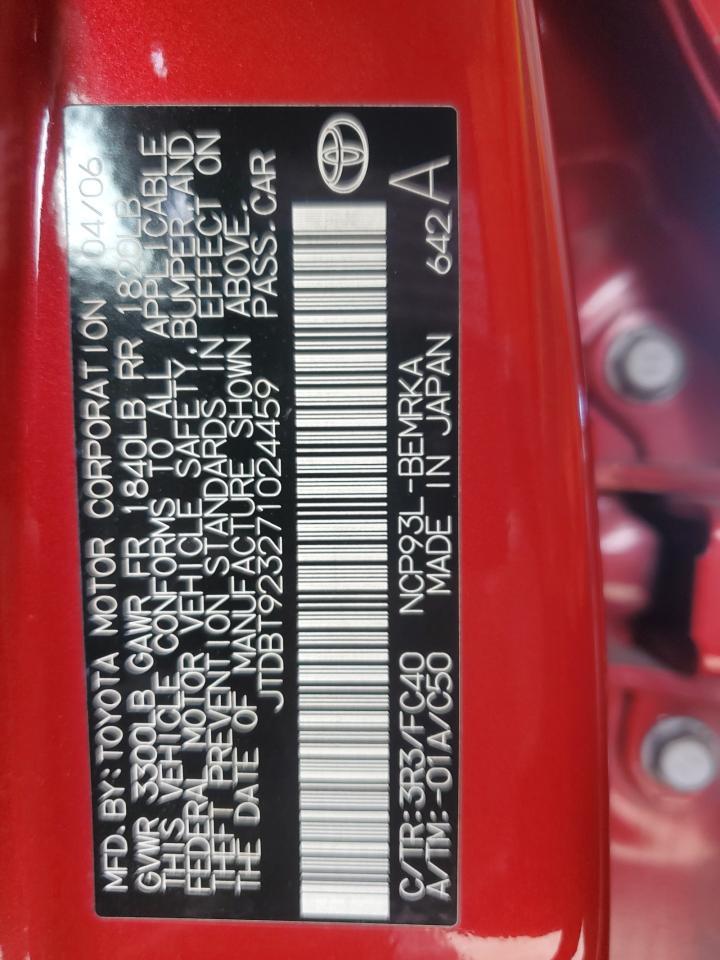 MFD. BY: TOYOTA MOTOR CORPORATION 04/06
GVWR 3300LB GAWR FR 1840LB RR 1820LB
THIS VEHICLE CONFORMS TO ALL APPLICABLE
FEDERAL MOTOR VEHICLE SAFETY, BUMPER, AND
THEFT PREVENTION STANDARDS IN EFFECT ON
THE DATE OF MANUFACTURE SHOWN ABOVE.
JTDBT923271024459 PASS. CAR
C/TR: 3R3/FC40 NCP93L-BEMRKA 642 A
A/TM: -01A/C50 MADE IN JAPAN